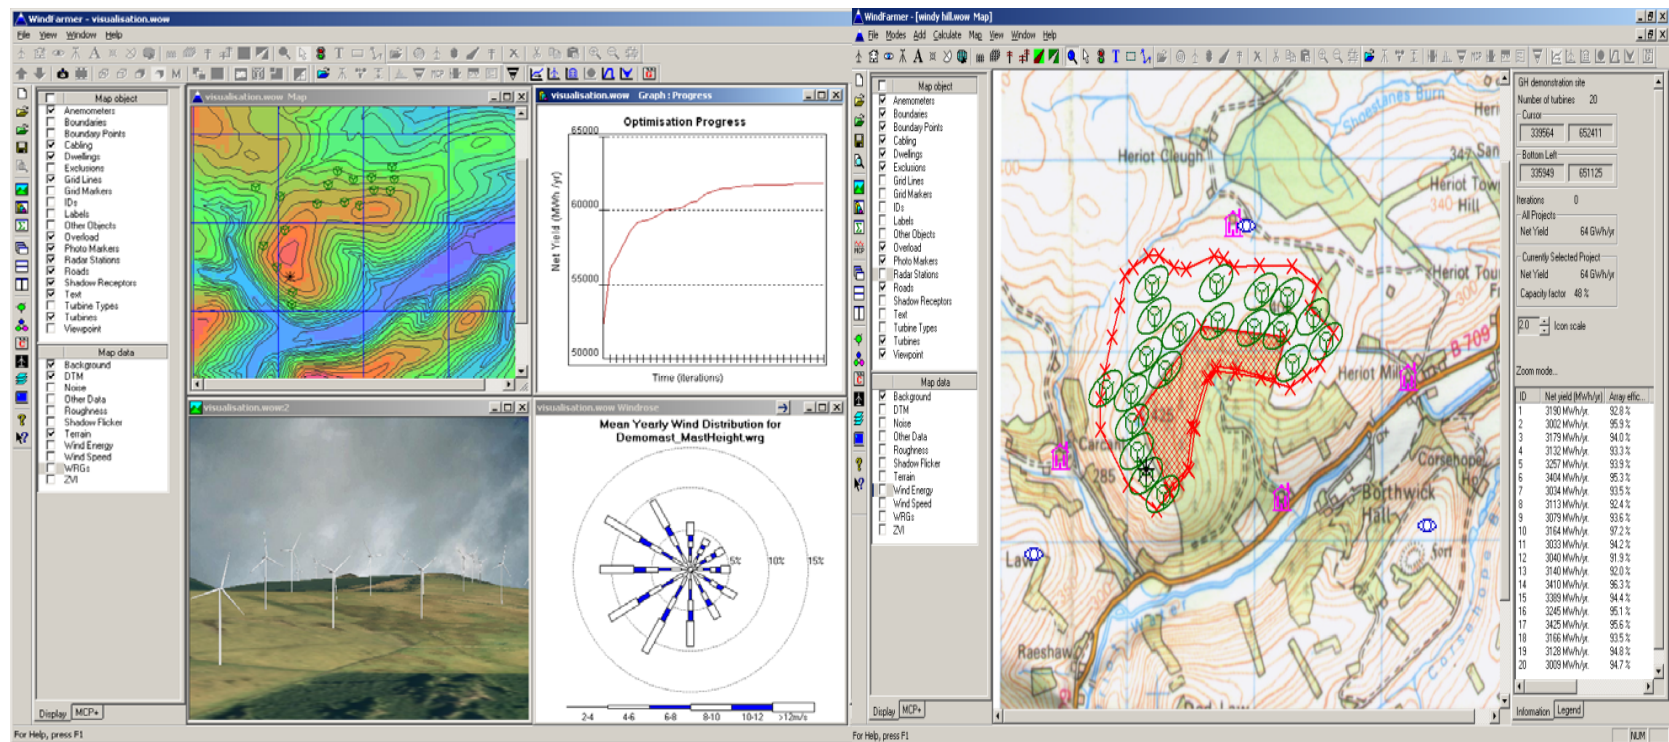 WindFarmer - visualisation.wow
File View Window Help
Map object
Anemometers
Boundaries
Boundary Points
Cabling
Dwellings
Exclusions
Grid Lines
Grid Markers
IDs
Labels
Other Objects
Overload
Photo Markers
Radar Stations
Roads
Shadow Receptors
Text
Turbine Types
Turbines
Viewpoint
Map data
Background
DTM
Noise
Other Data
Roughness
Shadow Flicker
Terrain
Wind Energy
Wind Speed
WRGs
ZVI
Display MCP+
For Help, press F1
visualisation.wow Map
visualisation.wow Graph : Progress
Optimisation Progress
65000
60000
55000
50000
Net Yield (MWh /yr)
Time (iterations)
visualisation.wow:2
visualisation.wow Windrose
Mean Yearly Wind Distribution for
Demomast_MastHeight.wrg
5% 10% 15%
2-4 4-6 6-8 8-10 10-12 >12m/s
WindFarmer - [windy hill.wow Map]
File Modes Add Calculate Map View Window Help
Map object
Anemometers
Boundaries
Boundary Points
Cabling
Dwellings
Exclusions
Grid Lines
Grid Markers
IDs
Labels
Other Objects
Overload
Photo Markers
Radar Stations
Roads
Shadow Receptors
Text
Turbine Types
Turbines
Viewpoint
Map data
Background
DTM
Noise
Other Data
Roughness
Shadow Flicker
Terrain
Wind Energy
Wind Speed
WRGs
ZVI
Display MCP+
For Help, press F1
Shoestanes Burn
Heriot Cleugh
347
Heriot Tow
340 Hill
Heriot Tou
300
B 709
Heriot Mill
Carcant
285
Corsehope
Borthwick
Hall
fort
Law
Water
Raeshaw
GH demonstration site
Number of turbines 20
Cursor
339564 652411
Bottom Left
335949 651125
Iterations 0
All Projects
Net Yield 64 GWh/yr
Currently Selected Project
Net Yield 64 GWh/yr
Capacity factor 48 %
2.0 Icon scale
Zoom mode...
ID Net yield (MWh/yr) Array effic...
1 3190 MWh/yr. 92.8 %
2 3002 MWh/yr. 95.9 %
3 3179 MWh/yr. 94.0 %
4 3132 MWh/yr. 93.3 %
5 3257 MWh/yr. 93.9 %
6 3404 MWh/yr. 95.3 %
7 3034 MWh/yr. 93.5 %
8 3113 MWh/yr. 92.4 %
9 3079 MWh/yr. 93.6 %
10 3164 MWh/yr. 97.2 %
11 3033 MWh/yr. 94.2 %
12 3040 MWh/yr. 91.9 %
13 3140 MWh/yr. 92.0 %
14 3410 MWh/yr. 96.3 %
15 3389 MWh/yr. 94.4 %
16 3245 MWh/yr. 95.1 %
17 3425 MWh/yr. 95.6 %
18 3166 MWh/yr. 93.5 %
19 3128 MWh/yr. 94.8 %
20 3009 MWh/yr. 94.7 %
Information Legend
NUM